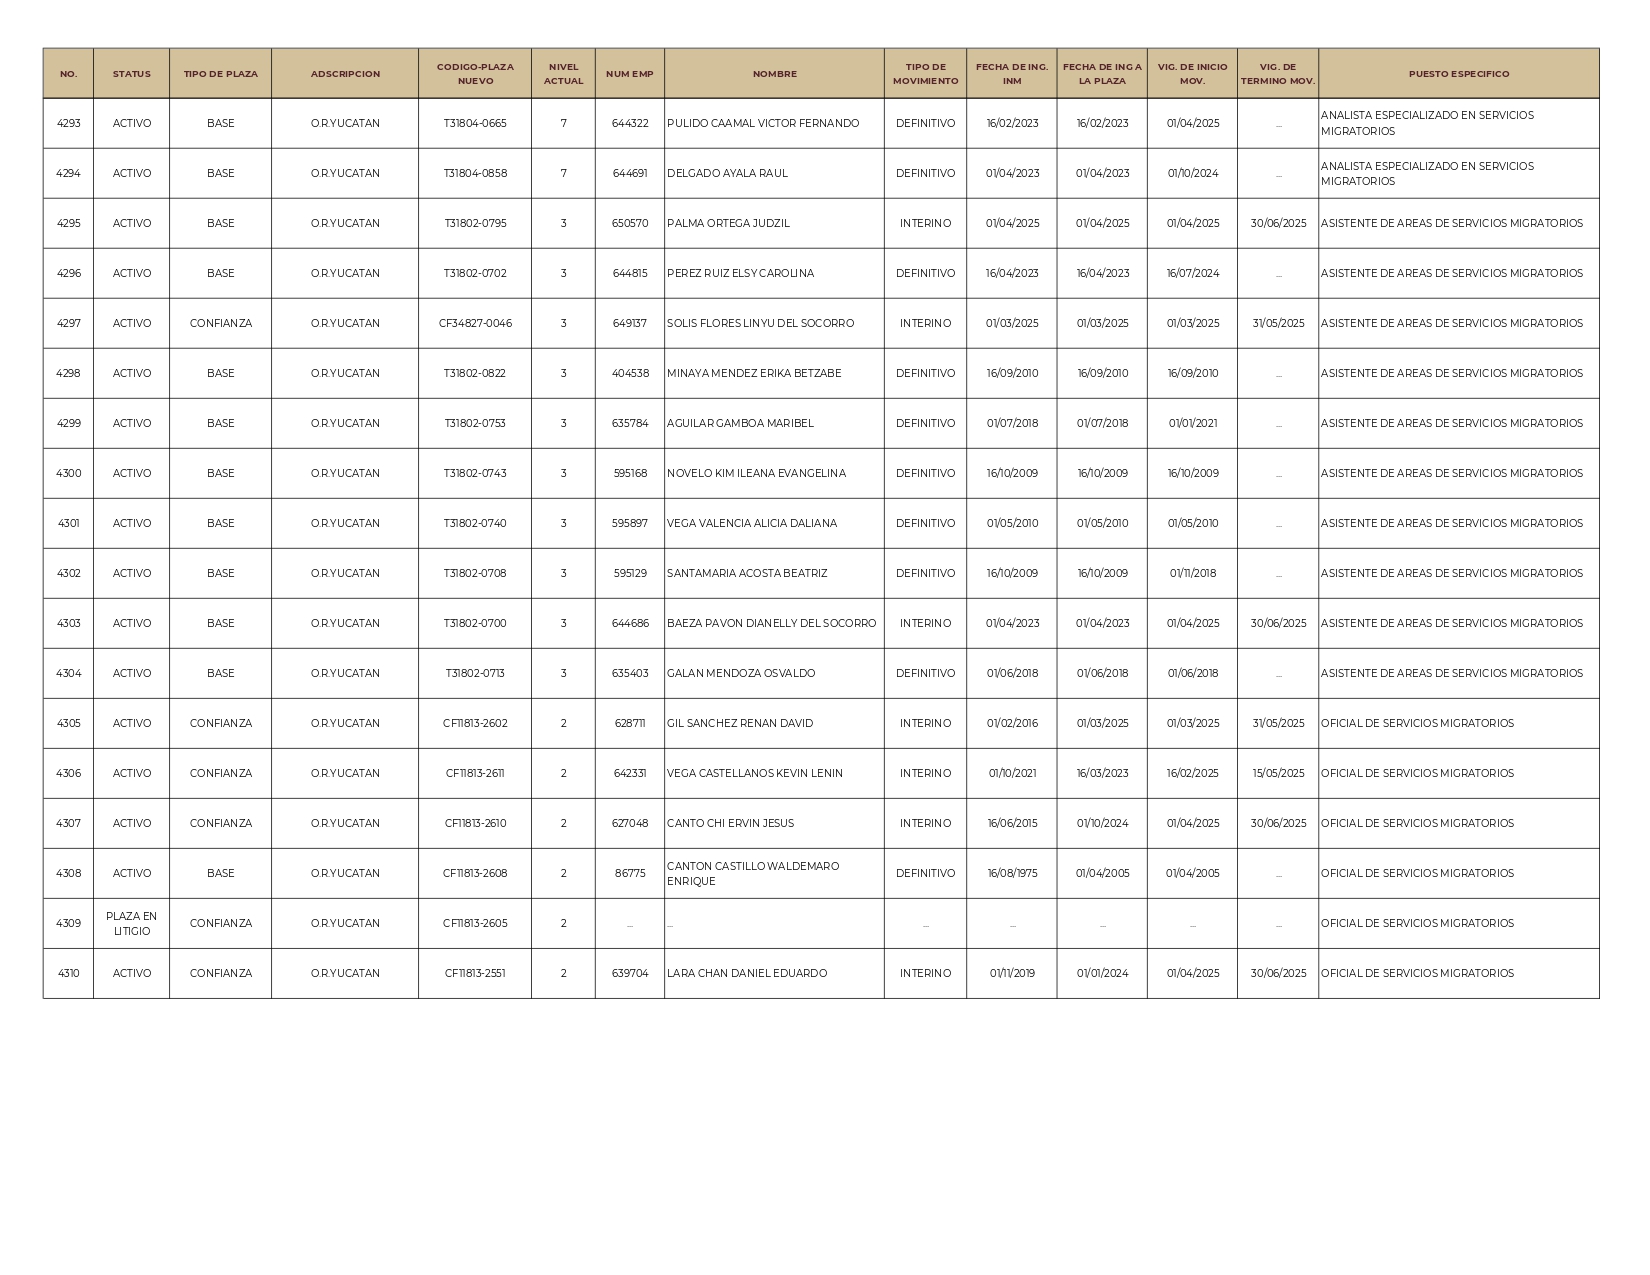 NO. STATUS TIPO DE PLAZA ADSCRIPCION CODIGO-PLAZA NUEVO NIVEL ACTUAL NUM EMP NOMBRE TIPO DE MOVIMIENTO FECHA DE ING. INM FECHA DE ING A LA PLAZA VIG. DE INICIO MOV. VIG. DE TERMINO MOV. PUESTO ESPECIFICO
4293 ACTIVO BASE O.R.YUCATAN T31804-0665 7 644322 PULIDO CAAMAL VICTOR FERNANDO DEFINITIVO 16/02/2023 16/02/2023 01/04/2025 ... ANALISTA ESPECIALIZADO EN SERVICIOS MIGRATORIOS
4294 ACTIVO BASE O.R.YUCATAN T31804-0858 7 644691 DELGADO AYALA RAUL DEFINITIVO 01/04/2023 01/04/2023 01/10/2024 ... ANALISTA ESPECIALIZADO EN SERVICIOS MIGRATORIOS
4295 ACTIVO BASE O.R.YUCATAN T31802-0795 3 650570 PALMA ORTEGA JUDZIL INTERINO 01/04/2025 01/04/2025 01/04/2025 30/06/2025 ASISTENTE DE AREAS DE SERVICIOS MIGRATORIOS
4296 ACTIVO BASE O.R.YUCATAN T31802-0702 3 644815 PEREZ RUIZ ELSY CAROLINA DEFINITIVO 16/04/2023 16/04/2023 16/07/2024 ... ASISTENTE DE AREAS DE SERVICIOS MIGRATORIOS
4297 ACTIVO CONFIANZA O.R.YUCATAN CF34827-0046 3 649137 SOLIS FLORES LINYU DEL SOCORRO INTERINO 01/03/2025 01/03/2025 01/03/2025 31/05/2025 ASISTENTE DE AREAS DE SERVICIOS MIGRATORIOS
4298 ACTIVO BASE O.R.YUCATAN T31802-0822 3 404538 MINAYA MENDEZ ERIKA BETZABE DEFINITIVO 16/09/2010 16/09/2010 16/09/2010 ... ASISTENTE DE AREAS DE SERVICIOS MIGRATORIOS
4299 ACTIVO BASE O.R.YUCATAN T31802-0753 3 635784 AGUILAR GAMBOA MARIBEL DEFINITIVO 01/07/2018 01/07/2018 01/01/2021 ... ASISTENTE DE AREAS DE SERVICIOS MIGRATORIOS
4300 ACTIVO BASE O.R.YUCATAN T31802-0743 3 595168 NOVELO KIM ILEANA EVANGELINA DEFINITIVO 16/10/2009 16/10/2009 16/10/2009 ... ASISTENTE DE AREAS DE SERVICIOS MIGRATORIOS
4301 ACTIVO BASE O.R.YUCATAN T31802-0740 3 595897 VEGA VALENCIA ALICIA DALIANA DEFINITIVO 01/05/2010 01/05/2010 01/05/2010 ... ASISTENTE DE AREAS DE SERVICIOS MIGRATORIOS
4302 ACTIVO BASE O.R.YUCATAN T31802-0708 3 595129 SANTAMARIA ACOSTA BEATRIZ DEFINITIVO 16/10/2009 16/10/2009 01/11/2018 ... ASISTENTE DE AREAS DE SERVICIOS MIGRATORIOS
4303 ACTIVO BASE O.R.YUCATAN T31802-0700 3 644686 BAEZA PAVON DIANELLY DEL SOCORRO INTERINO 01/04/2023 01/04/2023 01/04/2025 30/06/2025 ASISTENTE DE AREAS DE SERVICIOS MIGRATORIOS
4304 ACTIVO BASE O.R.YUCATAN T31802-0713 3 635403 GALAN MENDOZA OSVALDO DEFINITIVO 01/06/2018 01/06/2018 01/06/2018 ... ASISTENTE DE AREAS DE SERVICIOS MIGRATORIOS
4305 ACTIVO CONFIANZA O.R.YUCATAN CF11813-2602 2 628711 GIL SANCHEZ RENAN DAVID INTERINO 01/02/2016 01/03/2025 01/03/2025 31/05/2025 OFICIAL DE SERVICIOS MIGRATORIOS
4306 ACTIVO CONFIANZA O.R.YUCATAN CF11813-2611 2 642331 VEGA CASTELLANOS KEVIN LENIN INTERINO 01/10/2021 16/03/2023 16/02/2025 15/05/2025 OFICIAL DE SERVICIOS MIGRATORIOS
4307 ACTIVO CONFIANZA O.R.YUCATAN CF11813-2610 2 627048 CANTO CHI ERVIN JESUS INTERINO 16/06/2015 01/10/2024 01/04/2025 30/06/2025 OFICIAL DE SERVICIOS MIGRATORIOS
4308 ACTIVO BASE O.R.YUCATAN CF11813-2608 2 86775 CANTON CASTILLO WALDEMARO ENRIQUE DEFINITIVO 16/08/1975 01/04/2005 01/04/2005 ... OFICIAL DE SERVICIOS MIGRATORIOS
4309 PLAZA EN LITIGIO CONFIANZA O.R.YUCATAN CF11813-2605 2 ... ... ... ... ... ... ... OFICIAL DE SERVICIOS MIGRATORIOS
4310 ACTIVO CONFIANZA O.R.YUCATAN CF11813-2551 2 639704 LARA CHAN DANIEL EDUARDO INTERINO 01/11/2019 01/01/2024 01/04/2025 30/06/2025 OFICIAL DE SERVICIOS MIGRATORIOS